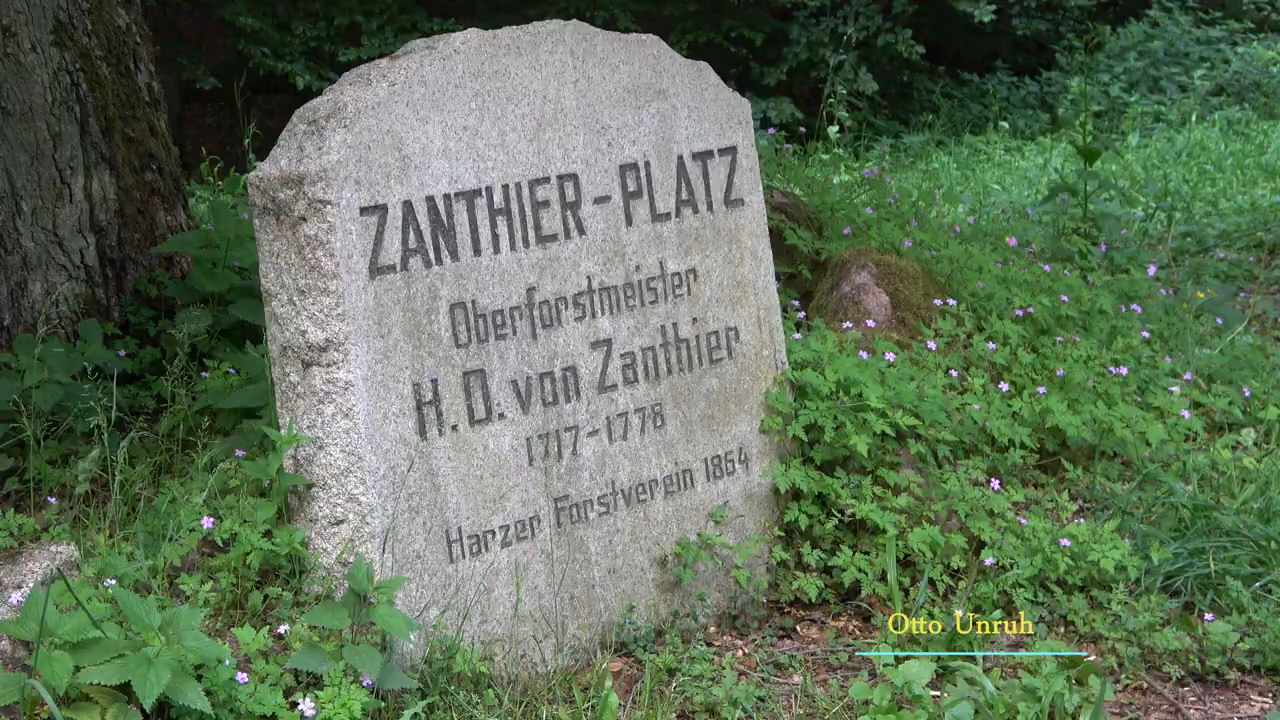 ZANTHIER-PLATZ
Oberforstmeister
H.D. von Zanthier
1717-1778
Harzer Forstverein 1864
Otto Unruh